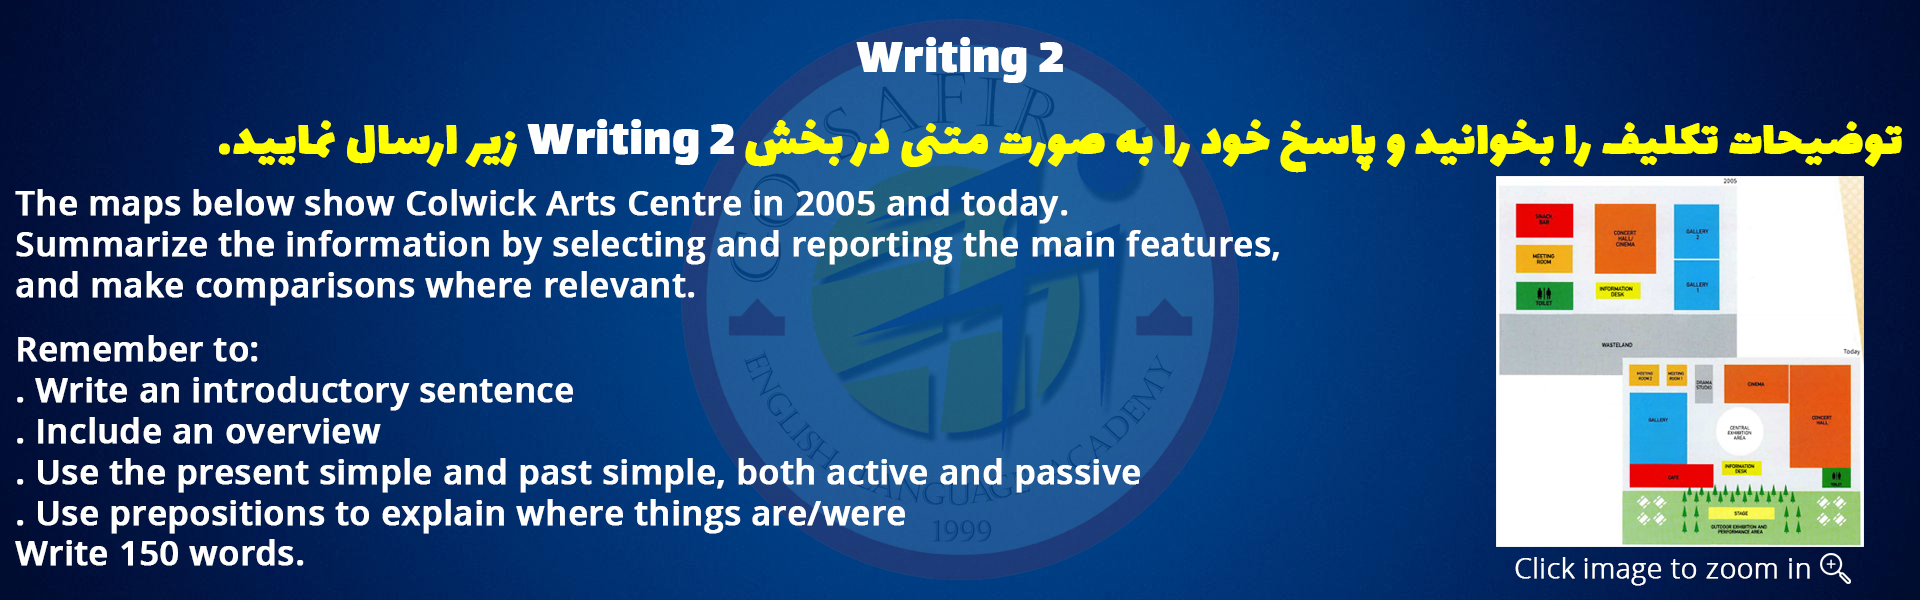 Writing 2
توضیحات تکلیف را بخوانید و پاسخ خود را به صورت متنی در بخش Writing 2 زیر ارسال نمایید.
The maps below show Colwick Arts Centre in 2005 and today.
Summarize the information by selecting and reporting the main features,
and make comparisons where relevant.
Remember to:
. Write an introductory sentence
. Include an overview
. Use the present simple and past simple, both active and passive
. Use prepositions to explain where things are/were
Write 150 words.
2005
SNACK
BAR
CONCERT
HALL/
CINEMA
GALLERY
2
MEETING
ROOM
INFORMATION
DESK
GALLERY
1
TOILET
WASTELAND
Today
MEETING
ROOM 2
MEETING
ROOM 1
DRAMA
STUDIO
CINEMA
GALLERY
CENTRAL
EXHIBITION
AREA
CONCERT
HALL
INFORMATION
DESK
CAFE
TOILET
STAGE
OUTDOOR EXHIBITION AND
PERFORMANCE AREA
Click image to zoom in
SAFIR
ENGLISH LANGUAGE ACADEMY
1999